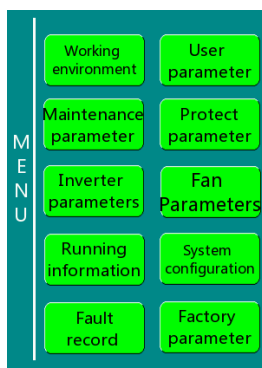 MENU
Working
environment
User
parameter
Maintenance
parameter
Protect
parameter
Inverter
parameters
Fan
Parameters
Running
information
System
configuration
Fault
record
Factory
parameter